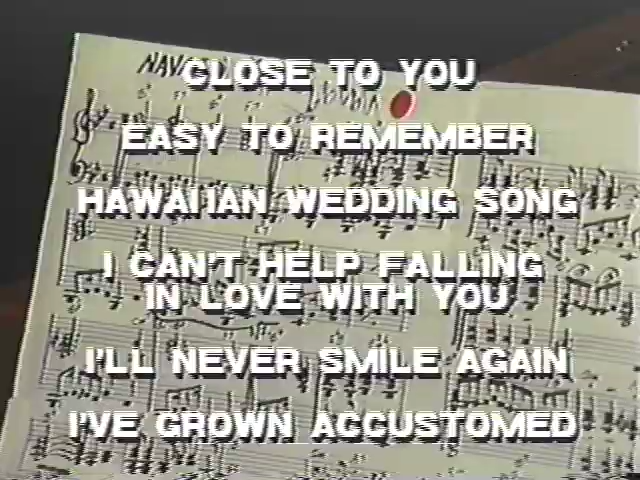 CLOSE TO YOU
EASY TO REMEMBER
HAWAIIAN WEDDING SONG
I CAN'T HELP FALLING
IN LOVE WITH YOU
I'LL NEVER SMILE AGAIN
I'VE GROWN ACCUSTOMED